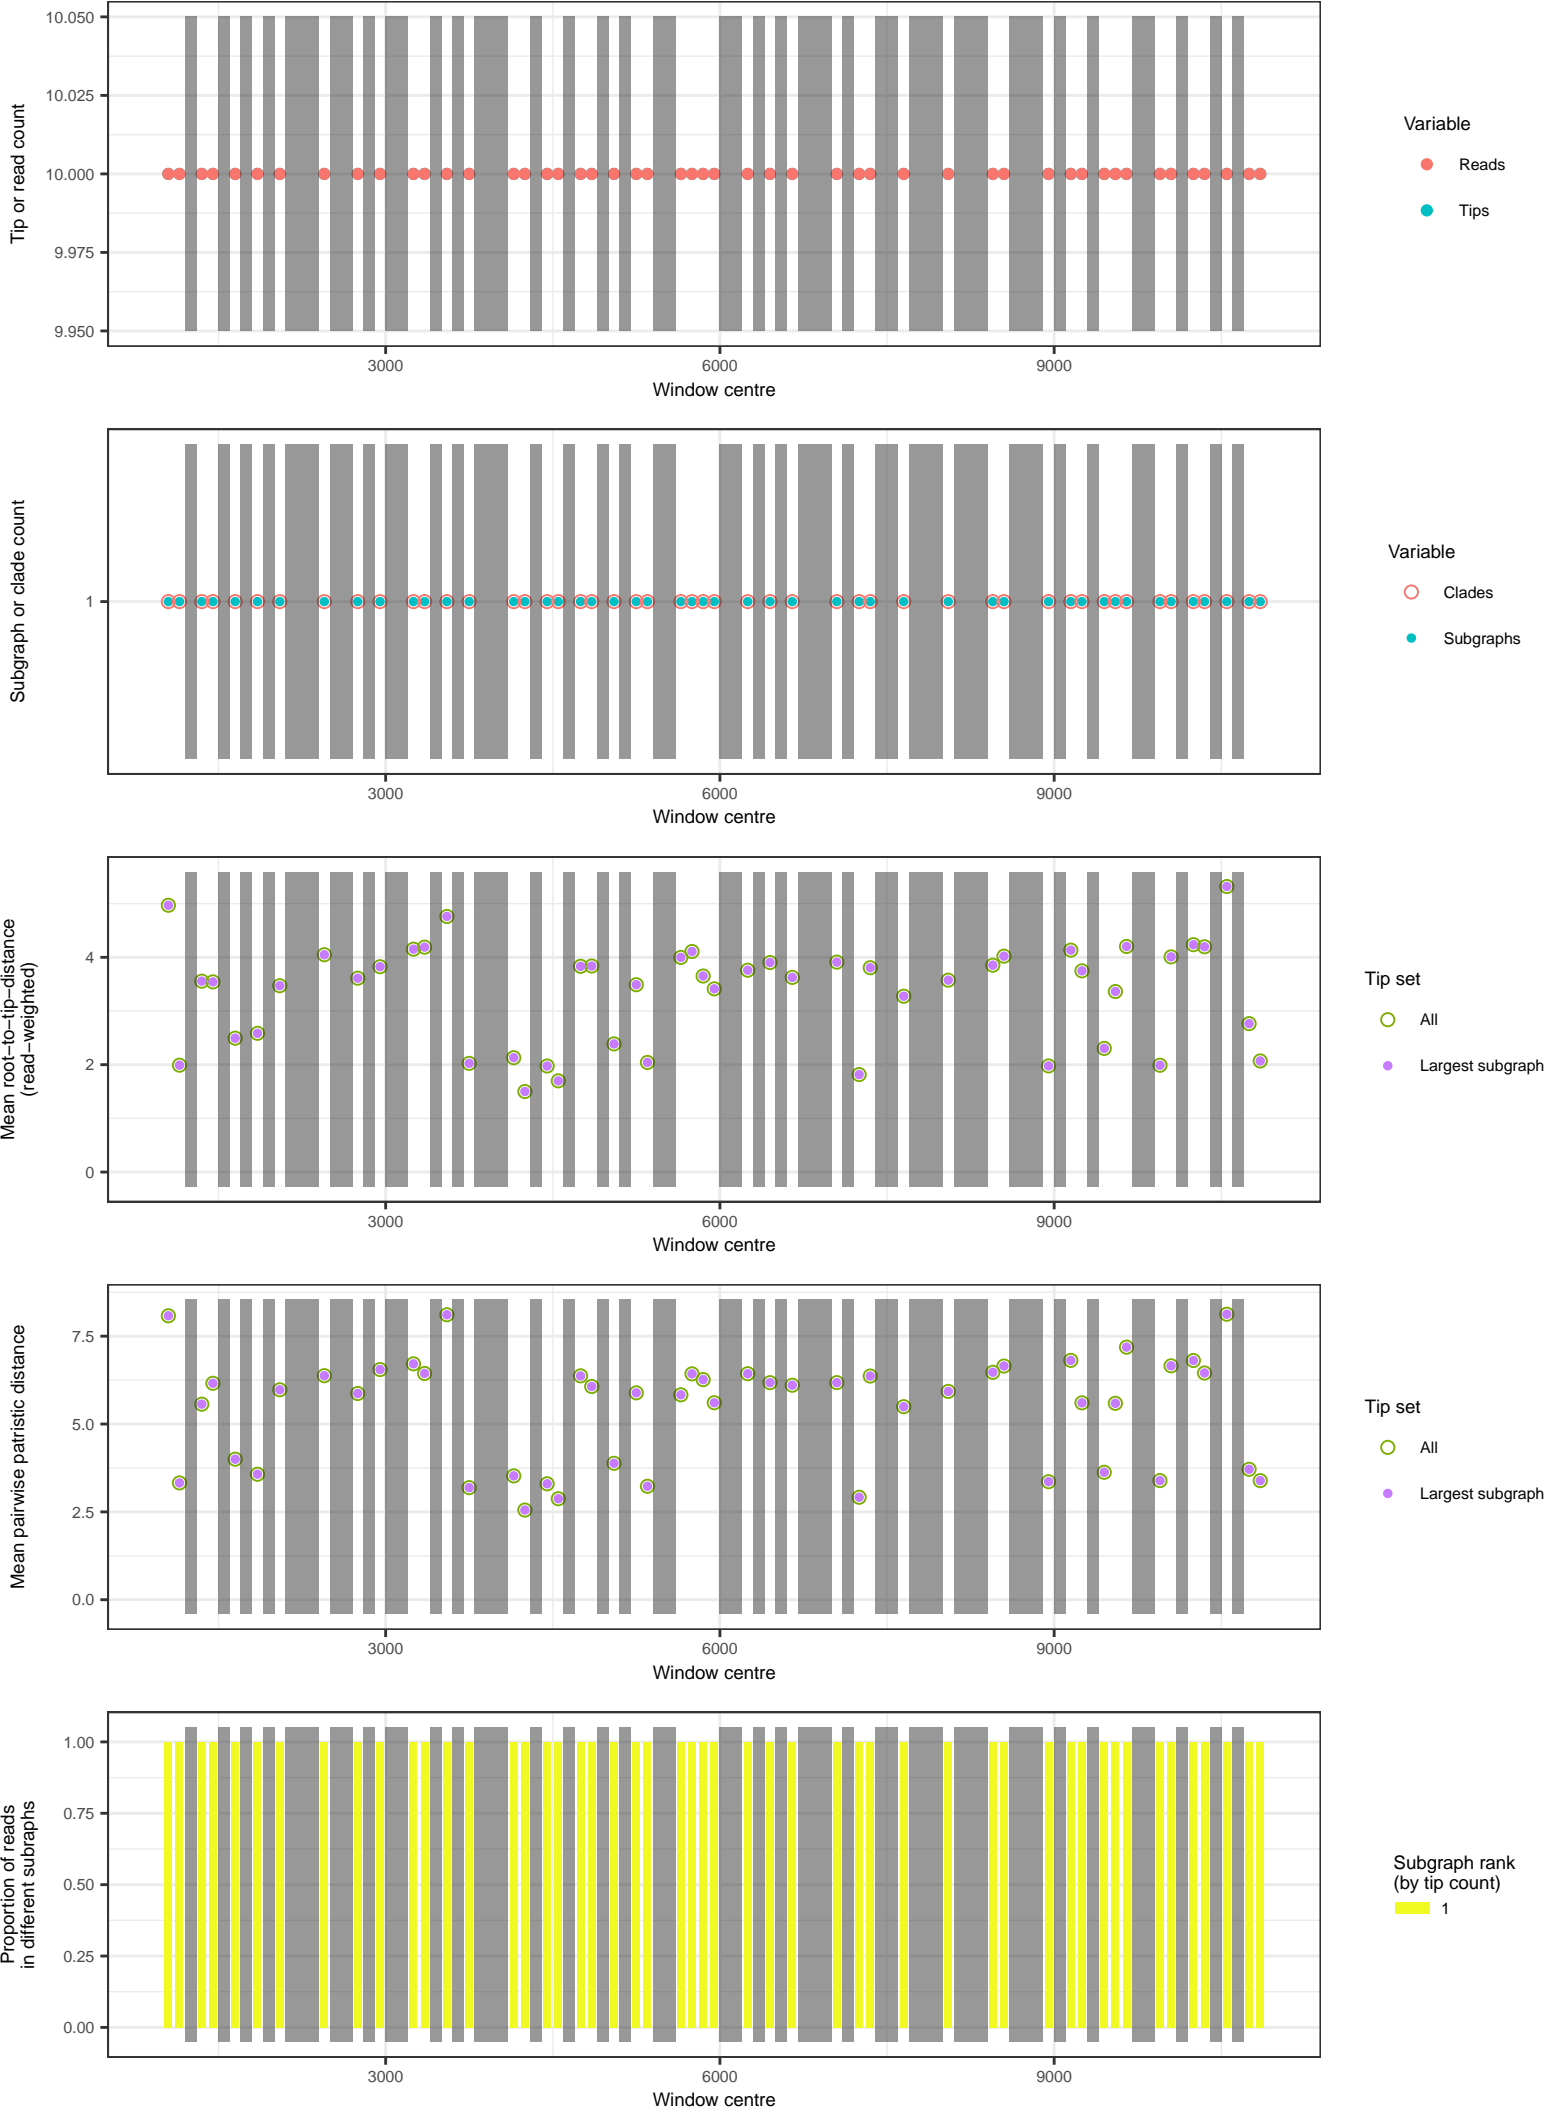 10.050
10.025
10.000
9.975
9.950
Tip or read count
3000
6000
9000
Window centre
Variable
Reads
Tips
1
Subgraph or clade count
3000
6000
9000
Window centre
Variable
Clades
Subgraphs
4
2
0
Mean root−to−tip−distance
(read−weighted)
3000
6000
9000
Window centre
Tip set
All
Largest subgraph
7.5
5.0
2.5
0.0
Mean pairwise patristic distance
3000
6000
9000
Window centre
Tip set
All
Largest subgraph
1.00
0.75
0.50
0.25
0.00
Proportion of reads
in different subraphs
3000
6000
9000
Window centre
Subgraph rank
(by tip count)
1